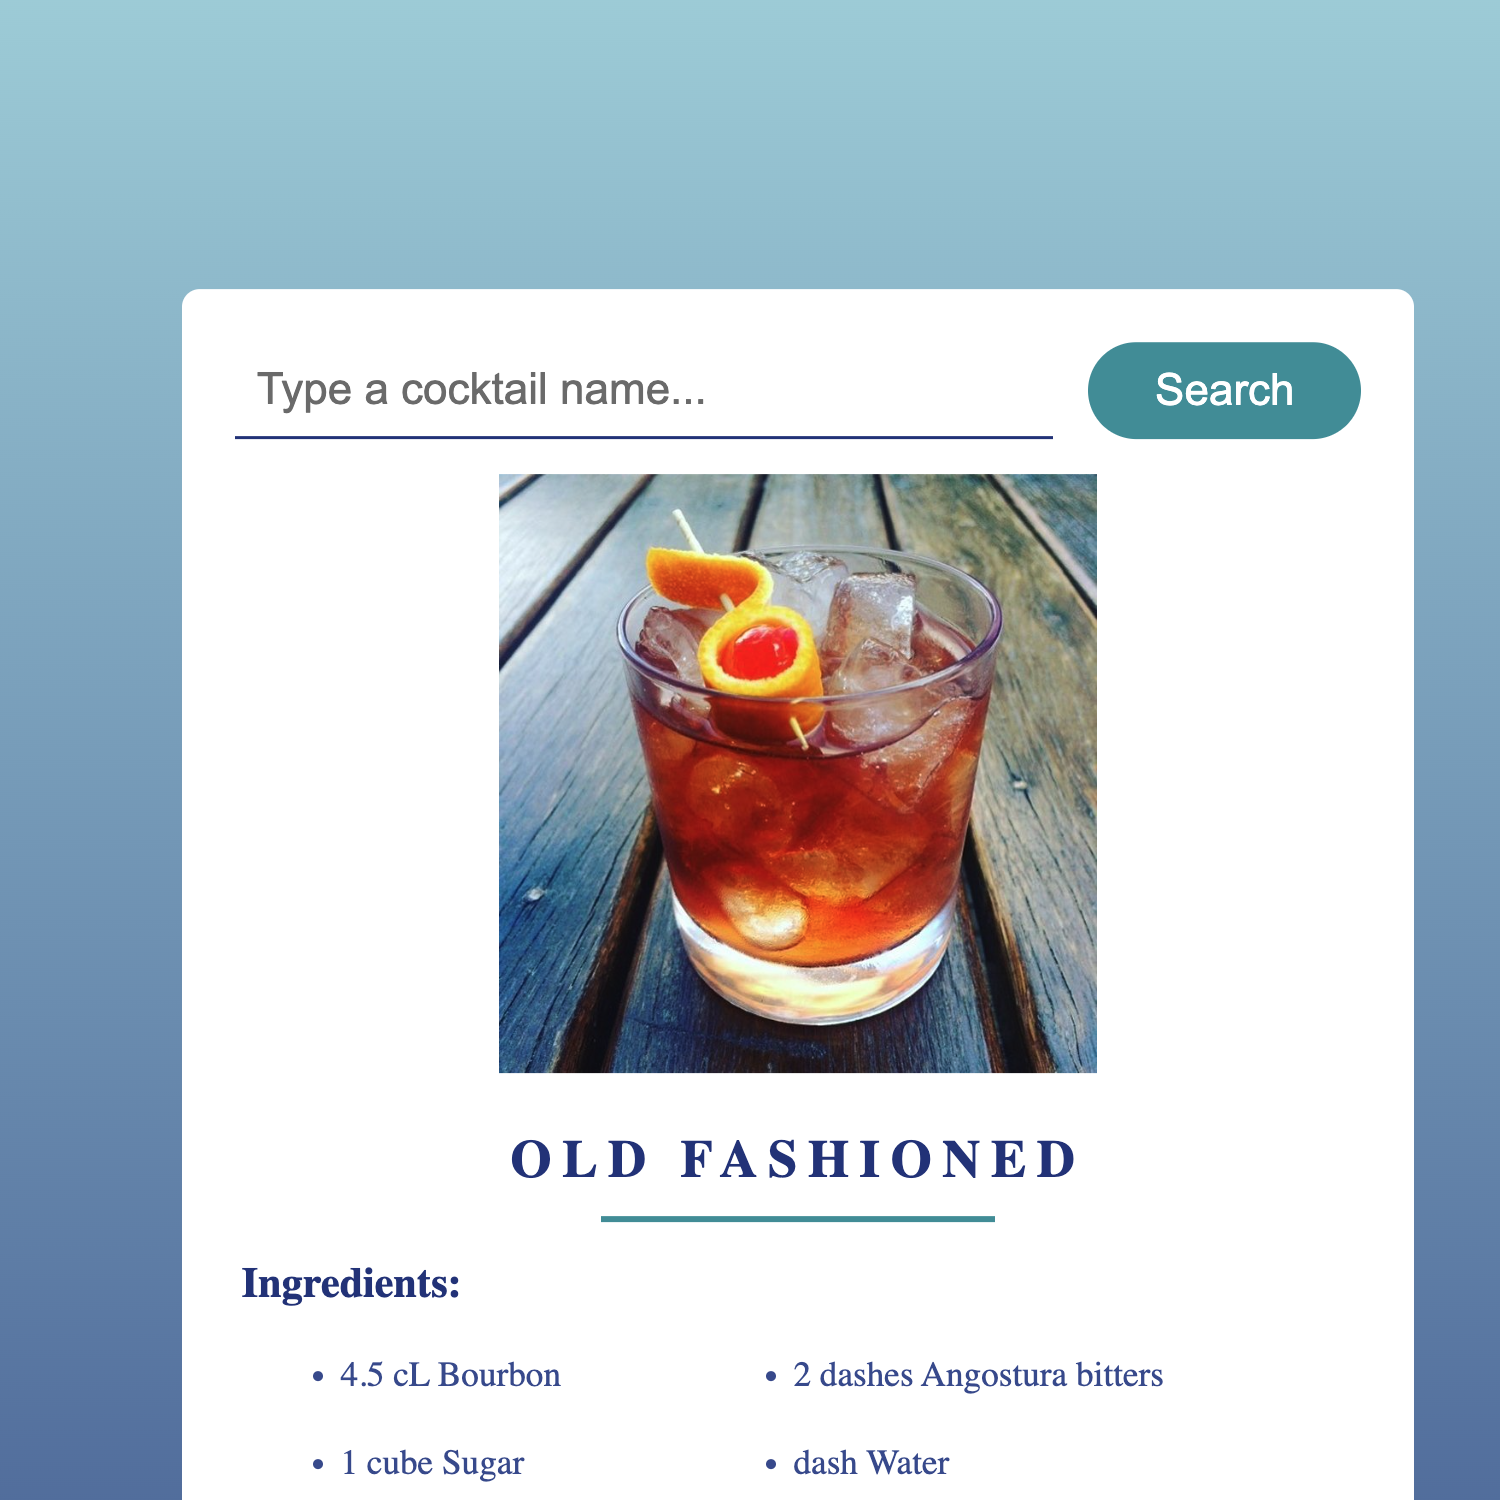 Type a cocktail name...
Search
OLD FASHIONED
Ingredients:
• 4.5 cL Bourbon
• 2 dashes Angostura bitters
• 1 cube Sugar
• dash Water